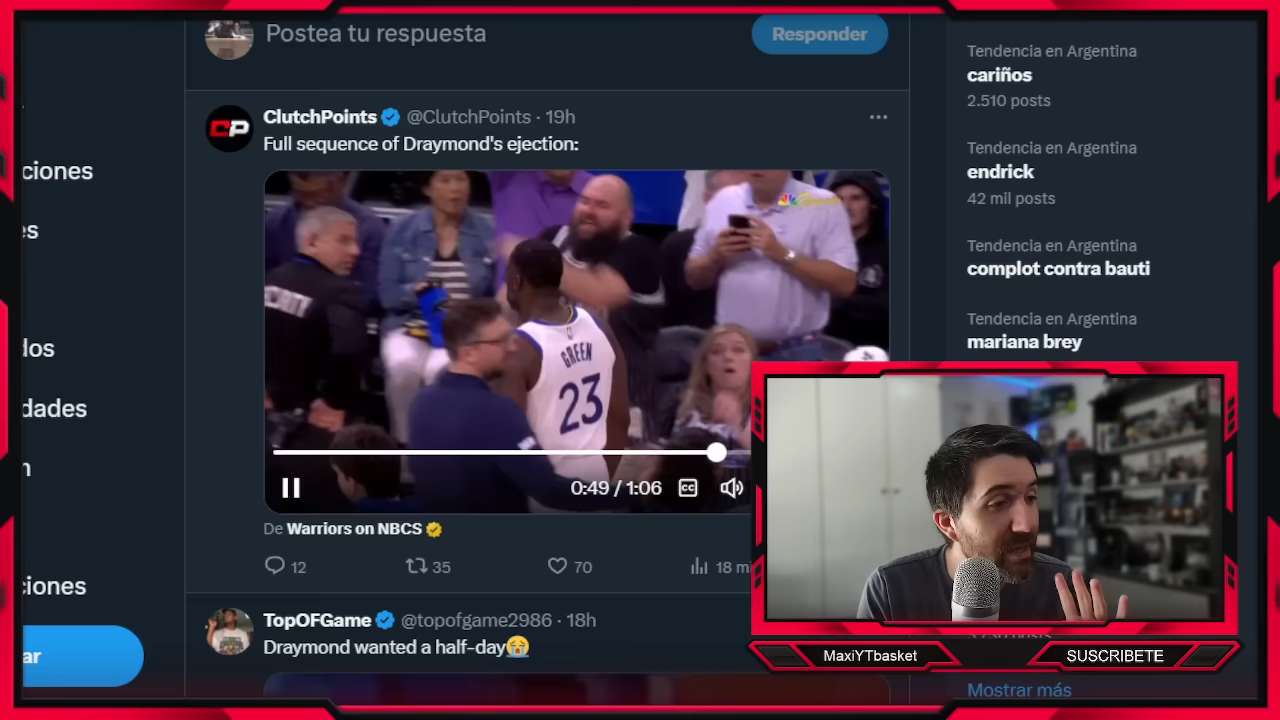 Postea tu respuesta
Responder
CP
ClutchPoints @ClutchPoints · 19h
Full sequence of Draymond's ejection:
GREEN
23
0:49 / 1:06
CC
De Warriors on NBCS
12
35
70
18 m
TopOFGame @topofgame2986 · 18h
Draymond wanted a half-day😭
ciones
es
dos
dades
n
ciones
ar
Tendencia en Argentina
cariños
2.510 posts
Tendencia en Argentina
endrick
42 mil posts
Tendencia en Argentina
complot contra bauti
Tendencia en Argentina
mariana brey
MaxiYTbasket
SUSCRIBETE
Mostrar más